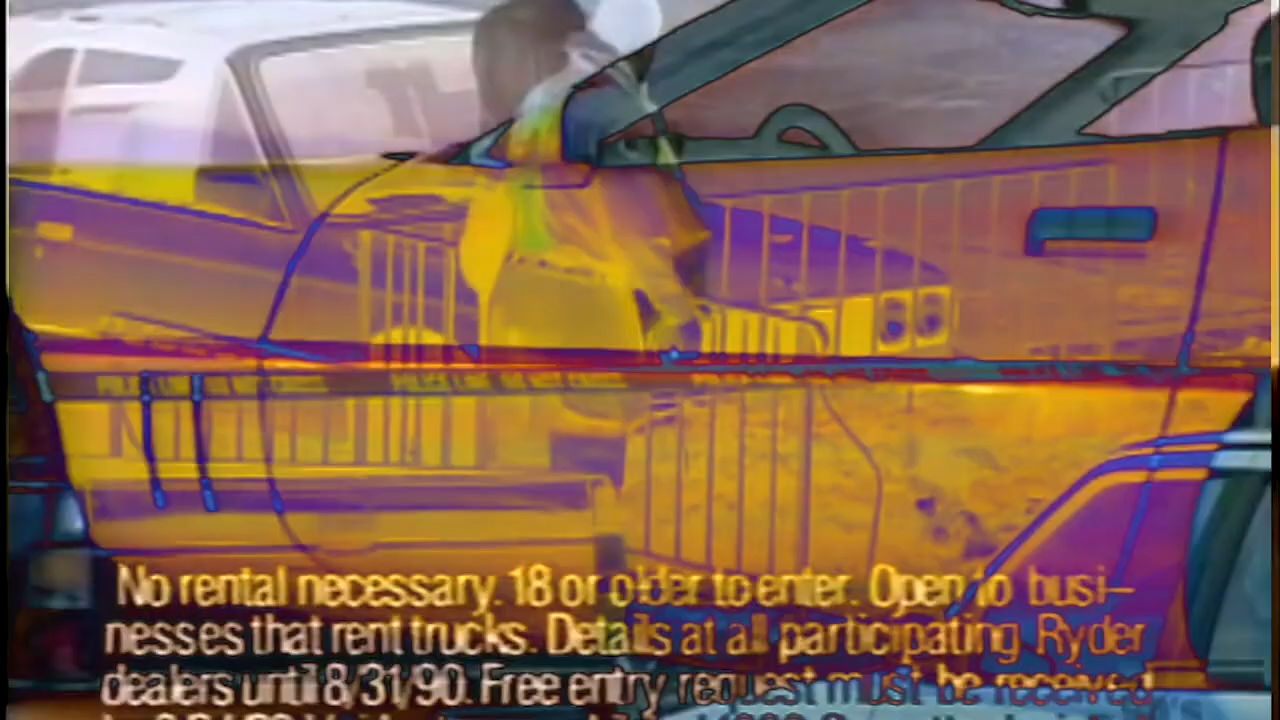 No rental necessary. 18 or older to enter. Open to busi-
nesses that rent trucks. Details at all participating Ryder
dealers until 8/31/90. Free entry request must be received